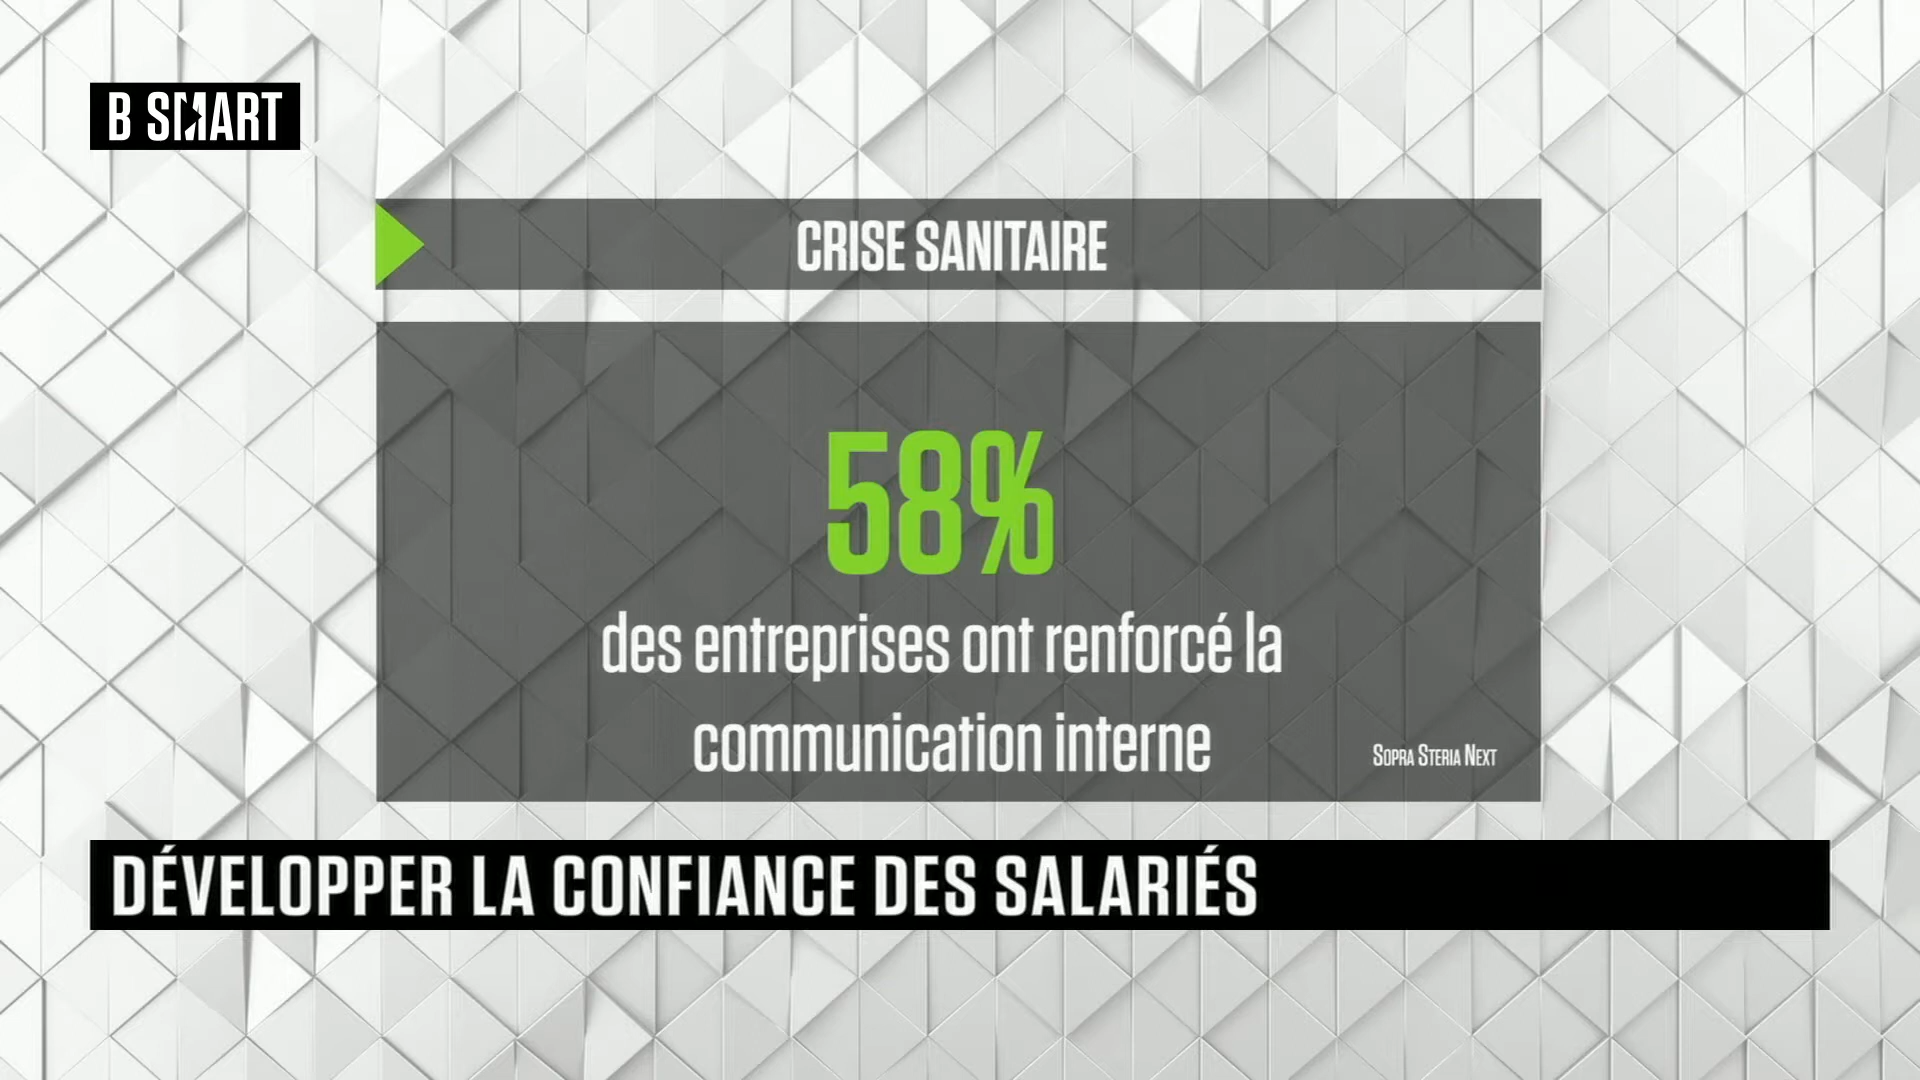 B SMART
CRISE SANITAIRE
58%
des entreprises ont renforcé la
communication interne
SOPRA STERIA NEXT
DÉVELOPPER LA CONFIANCE DES SALARIÉS